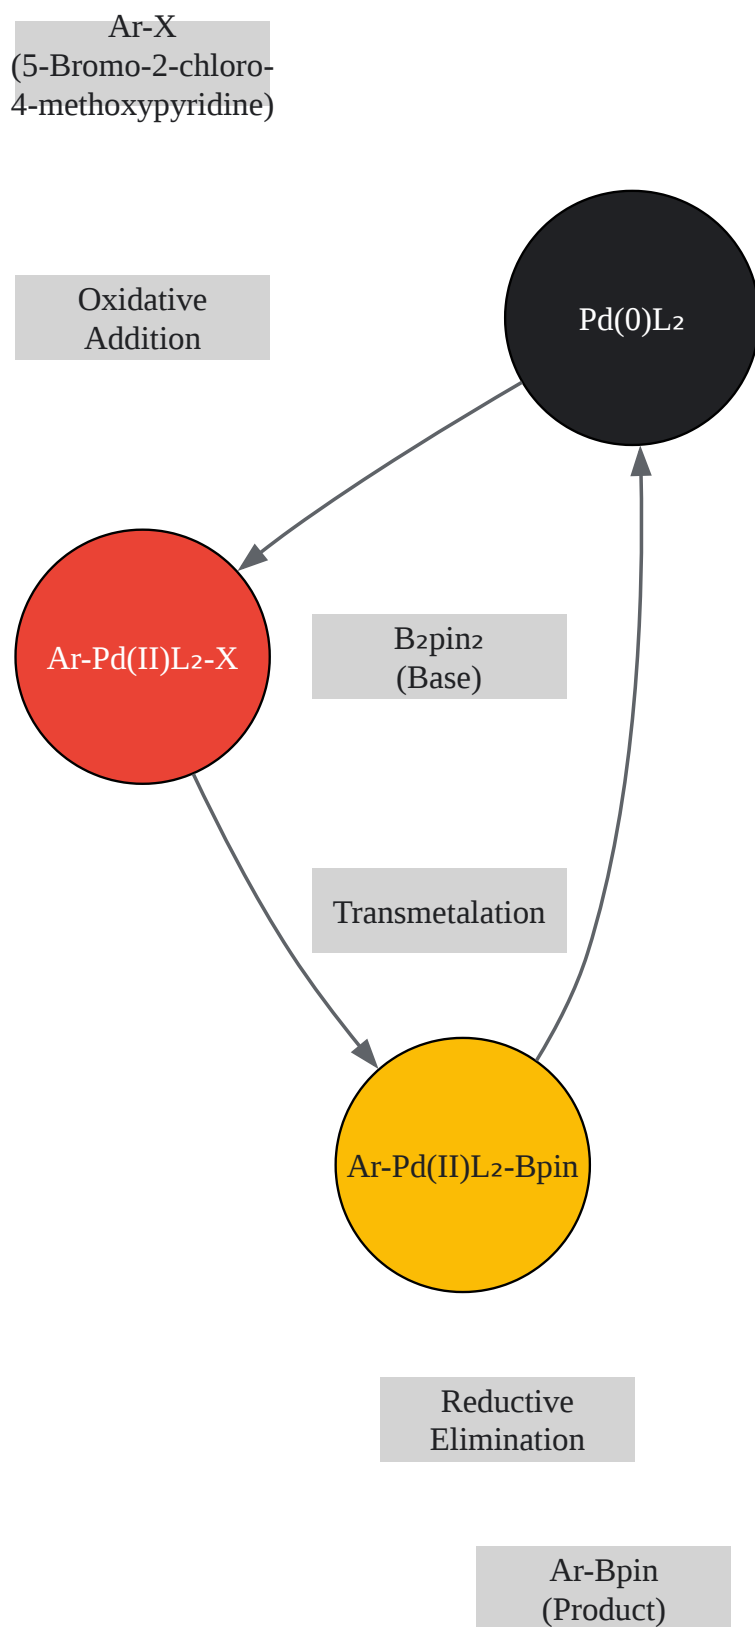 Ar-X
(5-Bromo-2-chloro-
4-methoxypyridine)
Oxidative
Addition
Pd(0)L₂
Ar-Pd(II)L₂-X
B₂pin₂
(Base)
Transmetalation
Ar-Pd(II)L₂-Bpin
Reductive
Elimination
Ar-Bpin
(Product)